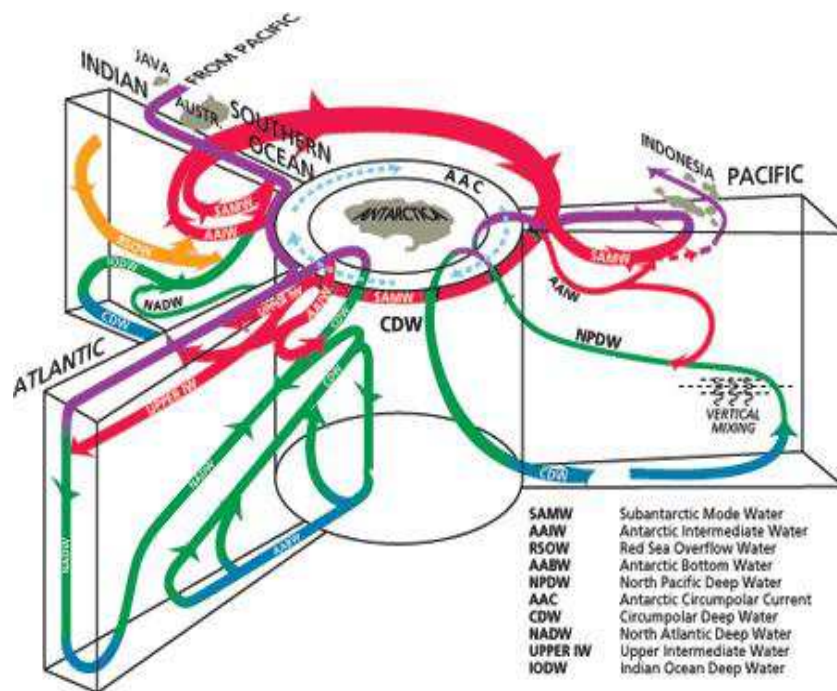 JAVA
INDIAN
FROM PACIFIC
AUSTR.
SOUTHERN
OCEAN
AAC
ANTARCTICA
INDONESIA
PACIFIC
SAMW
AAIW
RSOW
IODW
NADW
CDW
UPPER IW
AAIW
SAMW
CDW
CDW
SAMW
AAIW
NPDW
VERTICAL
MIXING
CDW
ATLANTIC
UPPER IW
CDW
NADW
NADW
AABW
SAMW Subantarctic Mode Water
AAIW Antarctic Intermediate Water
RSOW Red Sea Overflow Water
AABW Antarctic Bottom Water
NPDW North Pacific Deep Water
AAC Antarctic Circumpolar Current
CDW Circumpolar Deep Water
NADW North Atlantic Deep Water
UPPER IW Upper Intermediate Water
IODW Indian Ocean Deep Water